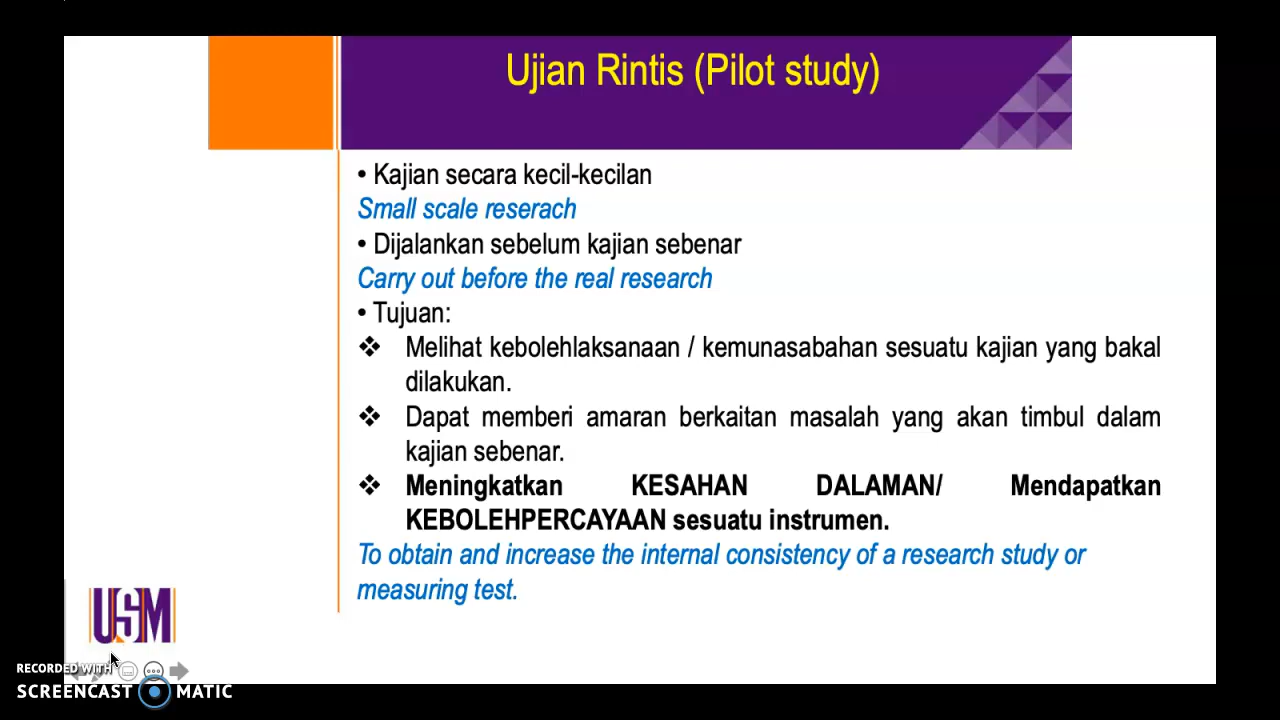 Ujian Rintis (Pilot study)
• Kajian secara kecil-kecilan
Small scale reserach
• Dijalankan sebelum kajian sebenar
Carry out before the real research
• Tujuan:
❖ Melihat kebolehlaksanaan / kemunasabahan sesuatu kajian yang bakal
dilakukan.
❖ Dapat memberi amaran berkaitan masalah yang akan timbul dalam
kajian sebenar.
❖ Meningkatkan KESAHAN DALAMAN/ Mendapatkan
KEBOLEHPERCAYAAN sesuatu instrumen.
To obtain and increase the internal consistency of a research study or
measuring test.
USM
RECORDED WITH
SCREENCAST MATIC